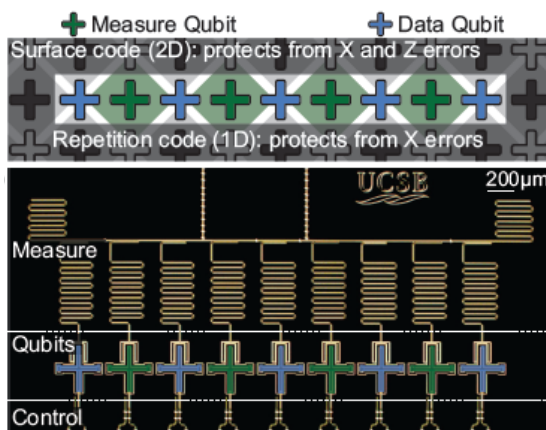 Measure Qubit
Data Qubit
Surface code (2D): protects from X and Z errors
Repetition code (1D): protects from X errors
UCSB
200μm
Measure
Qubits
Control